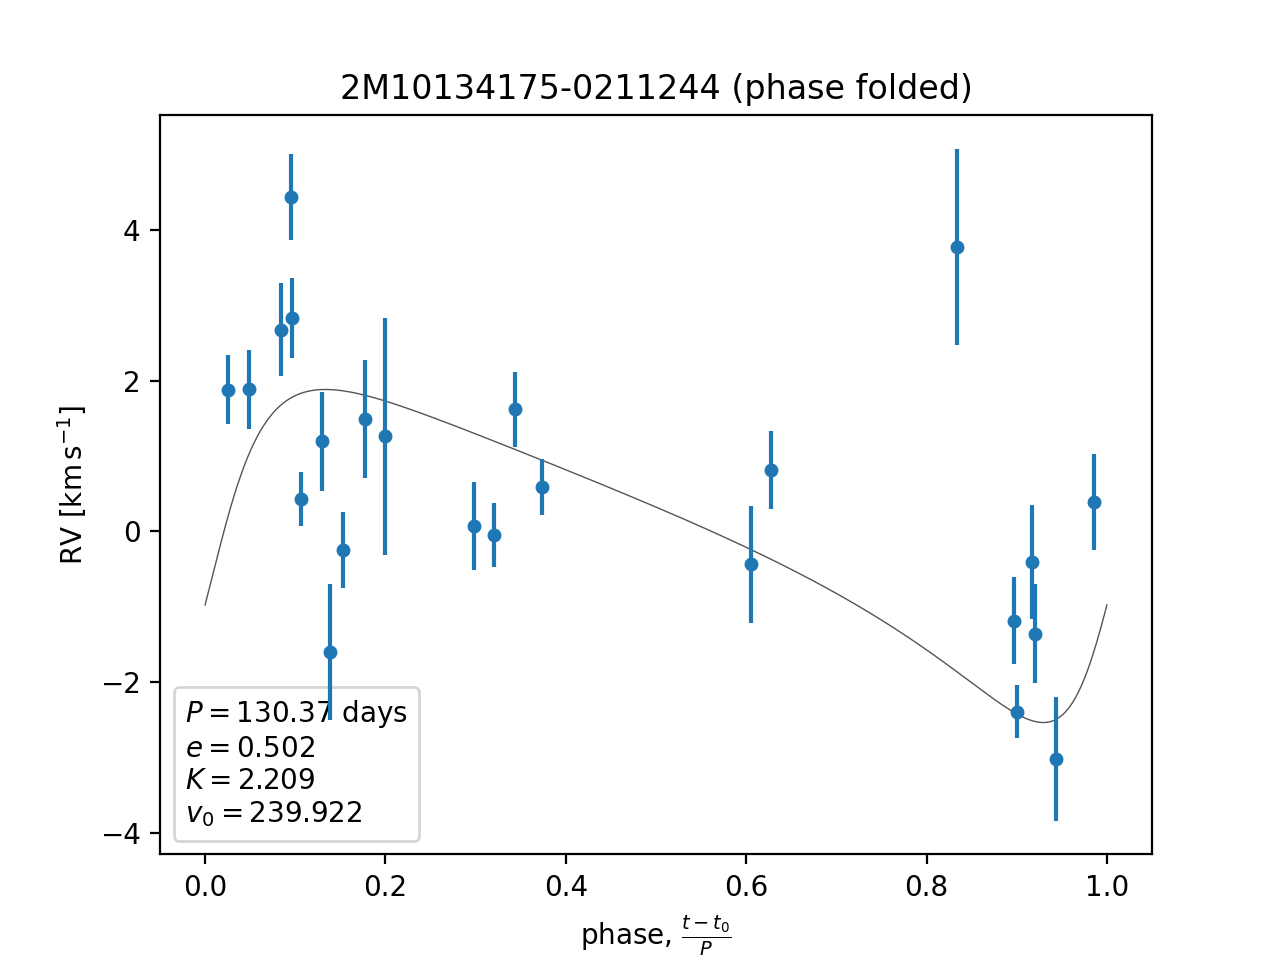 2M10134175-0211244 (phase folded)
RV [km s⁻¹]
4
2
0
−2
−4
P = 130.37 days
e = 0.502
K = 2.209
v₀ = 239.922
0.0 0.2 0.4 0.6 0.8 1.0
phase, (t − t₀)/P